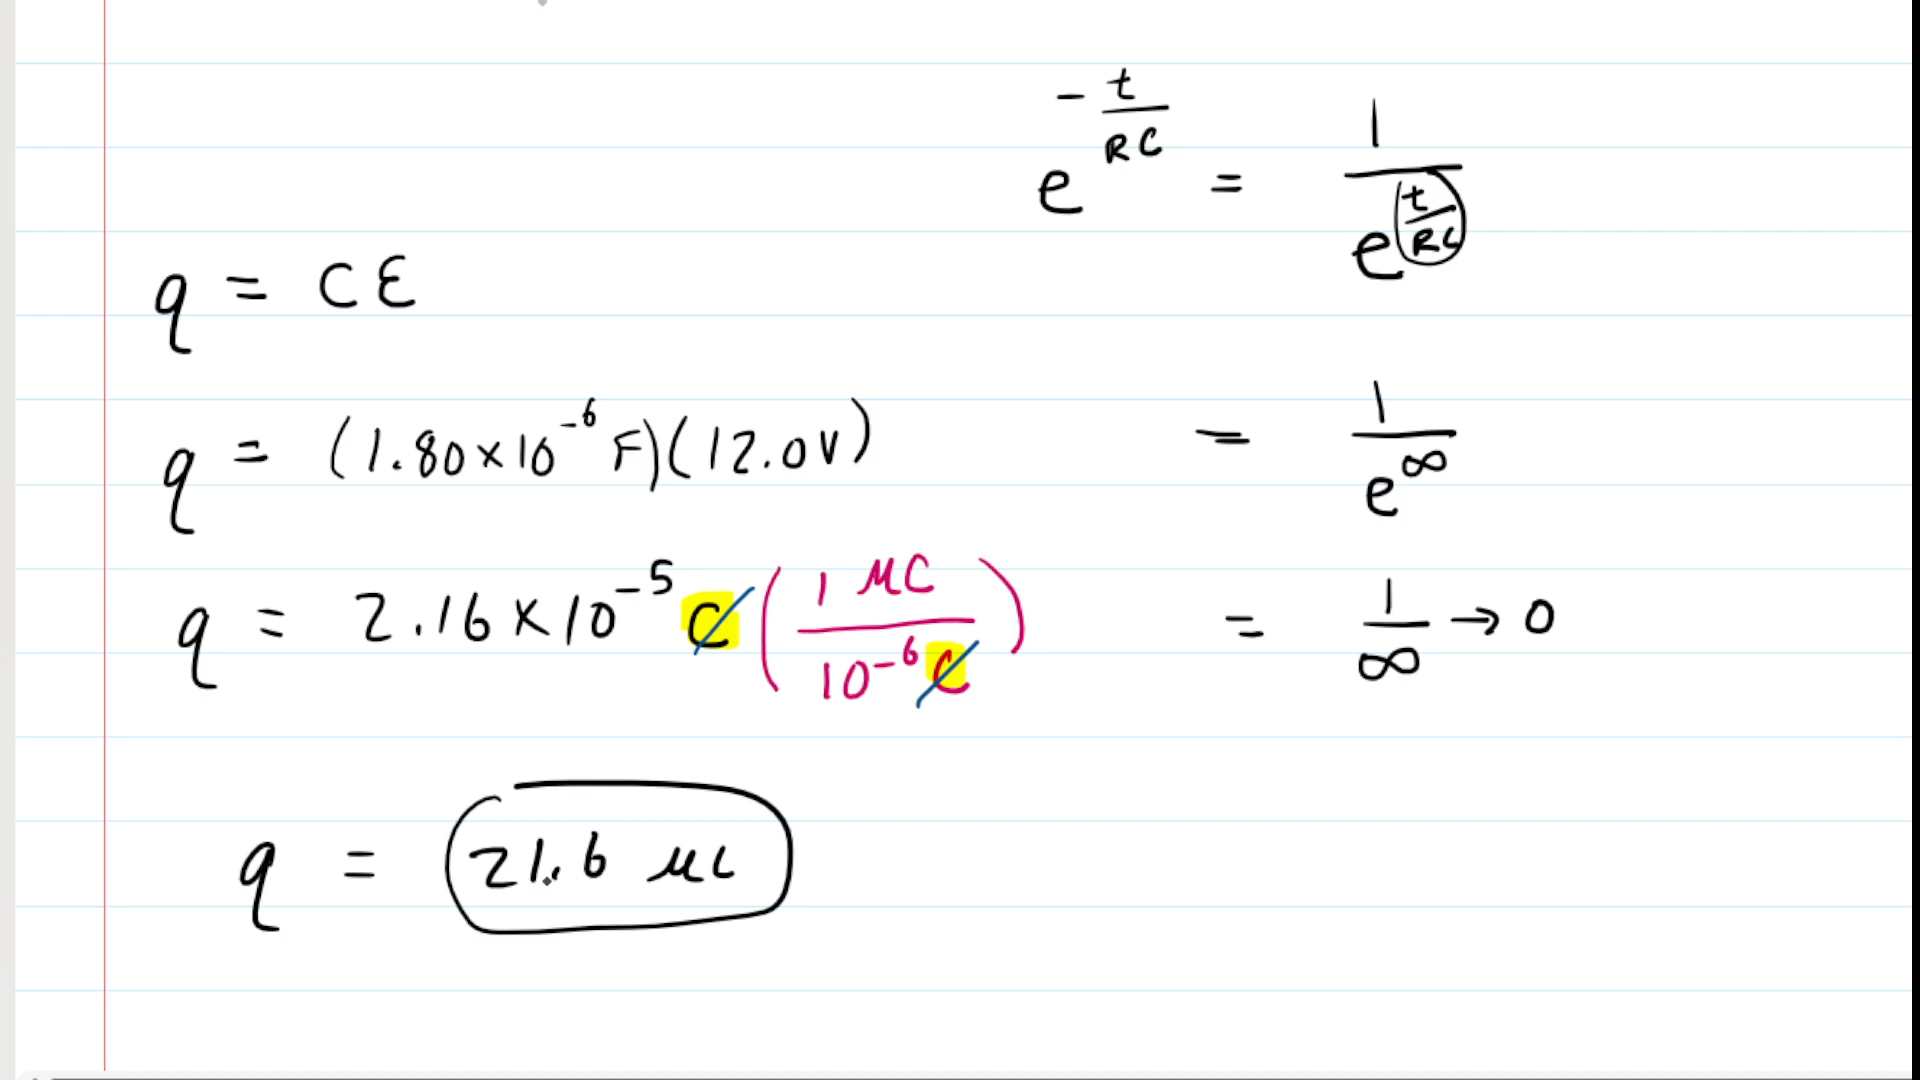 e^{-t/RC} = 1/e^{t/RC}
q = CƐ
q = (1.80×10^{-6} F)(12.0V)
= 1/e^∞
q = 2.16×10^{-5} C (1 μC/10^{-6} C)
= 1/∞ → 0
q = 21.6 μC